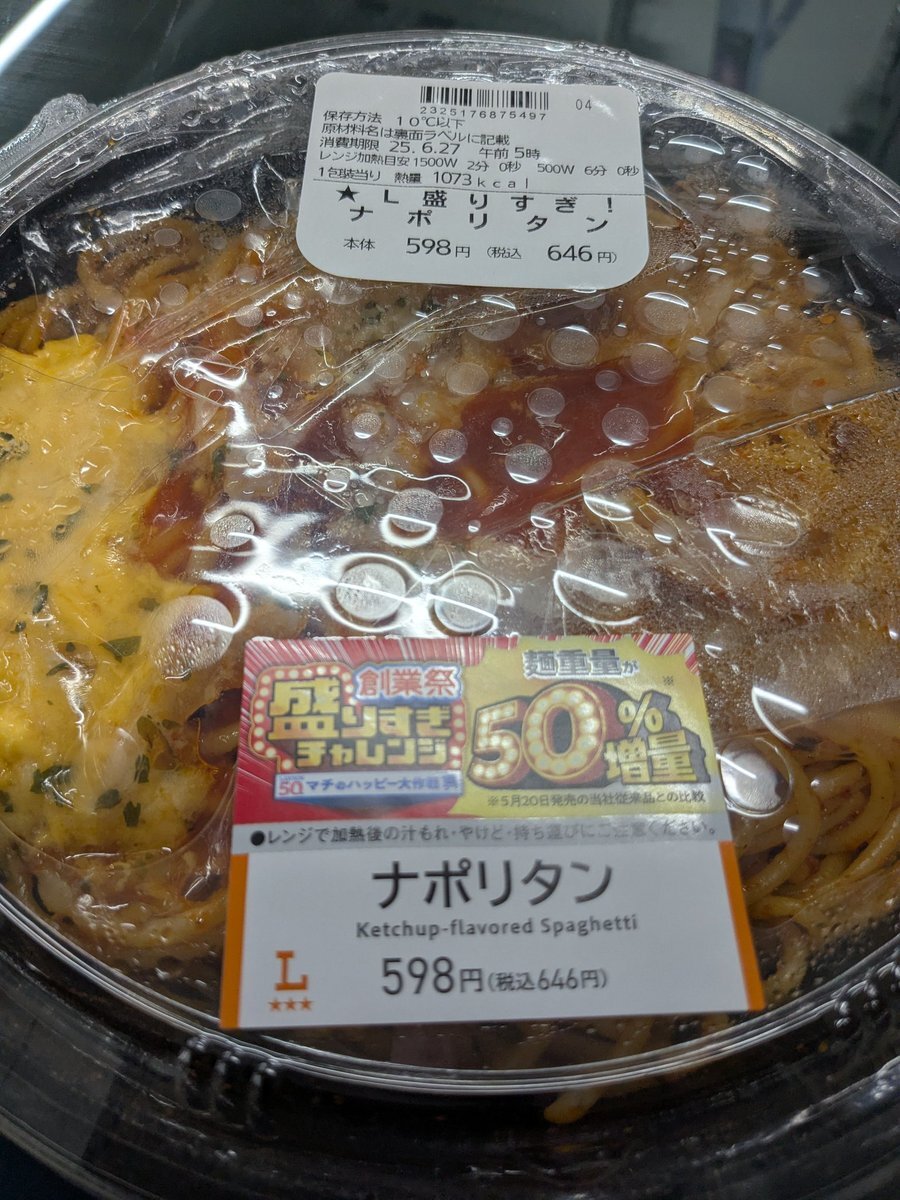 04
2325176875497
保存方法 10℃以下
原材料名は裏面ラベルに記載
消費期限 25.6.27 午前5時
レンジ加熱目安1500W 2分 0秒 500W 6分 0秒
1包装当り 熱量 1073kcal
★L盛りすぎ!
ナポリタン
本体 598円 (税込 646円)
創業祭
盛りすぎ
チャレンジ
50 マチのハッピー大作戦
麺重量が
50%※
増量
※5月20日発売の当社従来品との比較
●レンジで加熱後の汁もれ・やけど・持ち運びにご注意ください。
ナポリタン
Ketchup-flavored Spaghetti
L
★★★
598円(税込646円)